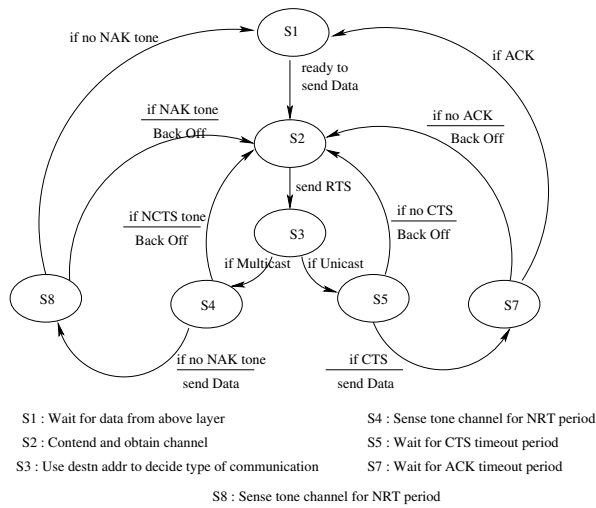 S1
if no NAK tone
if ACK
ready to
send Data
if NAK tone
Back Off
if no ACK
Back Off
S2
send RTS
if NCTS tone
Back Off
if no CTS
Back Off
S3
if Multicast
if Unicast
S8
S4
S5
S7
if no NAK tone
send Data
if CTS
send Data
S1 : Wait for data from above layer
S2 : Contend and obtain channel
S3 : Use destn addr to decide type of communication
S4 : Sense tone channel for NRT period
S5 : Wait for CTS timeout period
S7 : Wait for ACK timeout period
S8 : Sense tone channel for NRT period